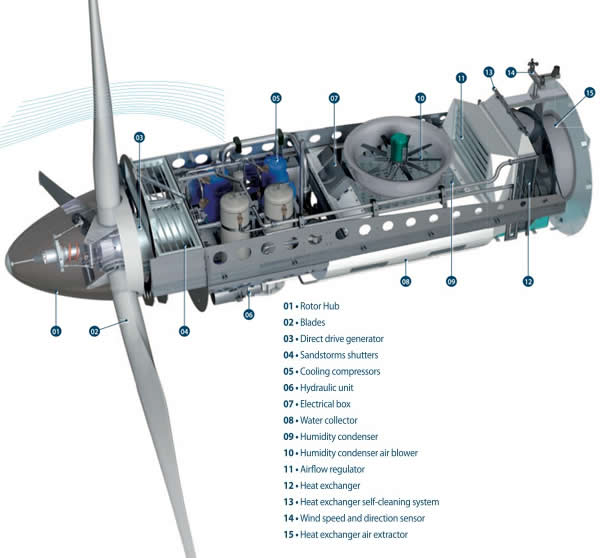 14
13
11
15
05
07
10
03
12
09
08
06
01
02
04
01 • Rotor Hub
02 • Blades
03 • Direct drive generator
04 • Sandstorms shutters
05 • Cooling compressors
06 • Hydraulic unit
07 • Electrical box
08 • Water collector
09 • Humidity condenser
10 • Humidity condenser air blower
11 • Airflow regulator
12 • Heat exchanger
13 • Heat exchanger self-cleaning system
14 • Wind speed and direction sensor
15 • Heat exchanger air extractor